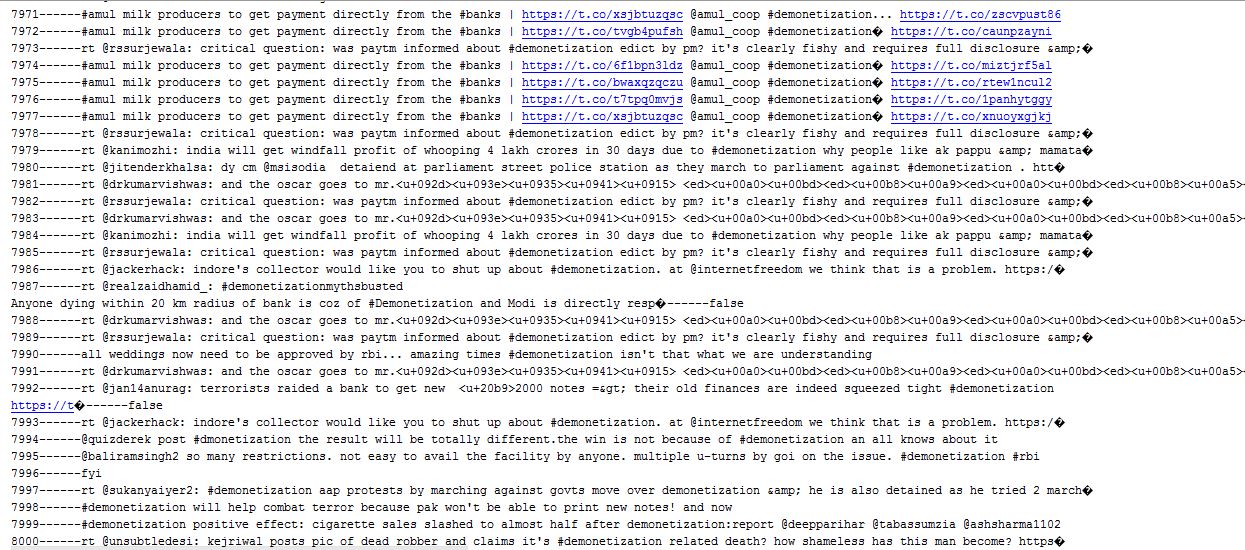 7971------#amul milk producers to get payment directly from the #banks | https://t.co/xsjbtuzqsc @amul_coop #demonetization... https://t.co/zscvpust86
7972------#amul milk producers to get payment directly from the #banks | https://t.co/tvgb4pufsh @amul_coop #demonetization� https://t.co/caunpzayni
7973------rt @rssurjewala: critical question: was paytm informed about #demonetization edict by pm? it's clearly fishy and requires full disclosure &amp;�
7974------#amul milk producers to get payment directly from the #banks | https://t.co/6f1bpn3ldz @amul_coop #demonetization� https://t.co/miztjrf5al
7975------#amul milk producers to get payment directly from the #banks | https://t.co/bwaxqzqczu @amul_coop #demonetization� https://t.co/rtew1ncul2
7976------#amul milk producers to get payment directly from the #banks | https://t.co/t7tpq0mvjs @amul_coop #demonetization� https://t.co/1panhytggy
7977------#amul milk producers to get payment directly from the #banks | https://t.co/xsjbtuzqsc @amul_coop #demonetization� https://t.co/xnuoyxgjkj
7978------rt @rssurjewala: critical question: was paytm informed about #demonetization edict by pm? it's clearly fishy and requires full disclosure &amp;�
7979------rt @kanimozhi: india will get windfall profit of whooping 4 lakh crores in 30 days due to #demonetization why people like ak pappu &amp; mamata�
7980------rt @jitenderkhalsa: dy cm @msisodia  detaiend at parliament street police station as they march to parliament against #demonetization . htt�
7981------rt @drkumarvishwas: and the oscar goes to mr.<u+092d><u+093e><u+0935><u+0941><u+0915> <ed><u+00a0><u+00bd><ed><u+00b8><u+00a9><ed><u+00a0><u+00bd><ed><u+00b8><u+00a5>
7982------rt @rssurjewala: critical question: was paytm informed about #demonetization edict by pm? it's clearly fishy and requires full disclosure &amp;�
7983------rt @drkumarvishwas: and the oscar goes to mr.<u+092d><u+093e><u+0935><u+0941><u+0915> <ed><u+00a0><u+00bd><ed><u+00b8><u+00a9><ed><u+00a0><u+00bd><ed><u+00b8><u+00a5>
7984------rt @kanimozhi: india will get windfall profit of whooping 4 lakh crores in 30 days due to #demonetization why people like ak pappu &amp; mamata�
7985------rt @rssurjewala: critical question: was paytm informed about #demonetization edict by pm? it's clearly fishy and requires full disclosure &amp;�
7986------rt @jackerhack: indore's collector would like you to shut up about #demonetization. at @internetfreedom we think that is a problem. https:/�
7987------rt @realzaidhamid_: #demonetizationmythsbusted
Anyone dying within 20 km radius of bank is coz of #Demonetization and Modi is directly resp�------false
7988------rt @drkumarvishwas: and the oscar goes to mr.<u+092d><u+093e><u+0935><u+0941><u+0915> <ed><u+00a0><u+00bd><ed><u+00b8><u+00a9><ed><u+00a0><u+00bd><ed><u+00b8><u+00a5>
7989------rt @rssurjewala: critical question: was paytm informed about #demonetization edict by pm? it's clearly fishy and requires full disclosure &amp;�
7990------all weddings now need to be approved by rbi... amazing times #demonetization isn't that what we are understanding
7991------rt @drkumarvishwas: and the oscar goes to mr.<u+092d><u+093e><u+0935><u+0941><u+0915> <ed><u+00a0><u+00bd><ed><u+00b8><u+00a9><ed><u+00a0><u+00bd><ed><u+00b8><u+00a5>
7992------rt @jan14anurag: terrorists raided a bank to get new  <u+20b9>2000 notes =&gt; their old finances are indeed squeezed tight #demonetization
https://t�------false
7993------rt @jackerhack: indore's collector would like you to shut up about #demonetization. at @internetfreedom we think that is a problem. https:/�
7994------@quizderek post #dmonetization the result will be totally different.the win is not because of #demonetization an all knows about it
7995------@baliramsingh2 so many restrictions. not easy to avail the facility by anyone. multiple u-turns by goi on the issue. #demonetization #rbi
7996------fyi
7997------rt @sukanyaiyer2: #demonetization aap protests by marching against govts move over demonetization &amp; he is also detained as he tried 2 march�
7998------#demonetization will help combat terror because pak won't be able to print new notes! and now
7999------#demonetization positive effect: cigarette sales slashed to almost half after demonetization:report @deepparihar @tabassumzia @ashsharma1102
8000------rt @unsubtledesi: kejriwal posts pic of dead robber and claims it's #demonetization related death? how shameless has this man become? https�